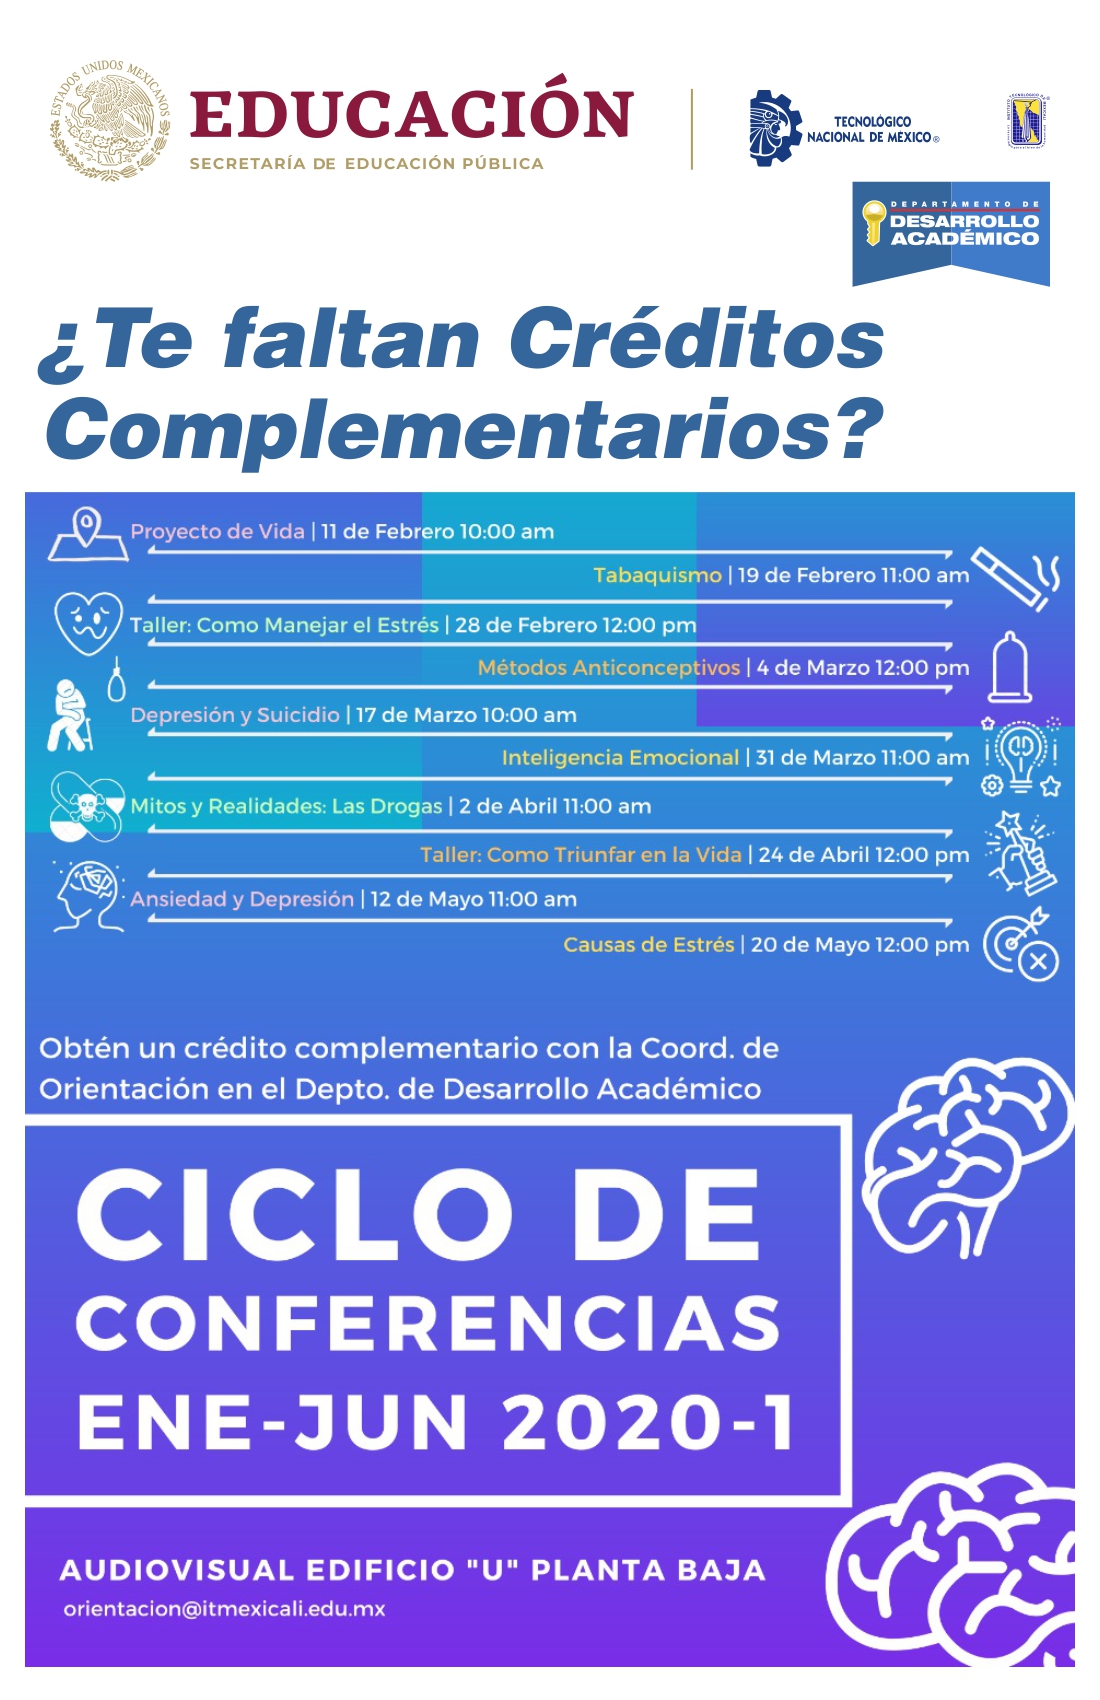 ESTADOS UNIDOS MEXICANOS
EDUCACIÓN
SECRETARÍA DE EDUCACIÓN PÚBLICA
TECNOLÓGICO
NACIONAL DE MÉXICO®
DEPARTAMENTO DE
DESARROLLO
ACADÉMICO
¿Te faltan Créditos
Complementarios?
Proyecto de Vida | 11 de Febrero 10:00 am
Tabaquismo | 19 de Febrero 11:00 am
Taller: Como Manejar el Estrés | 28 de Febrero 12:00 pm
Métodos Anticonceptivos | 4 de Marzo 12:00 pm
Depresión y Suicidio | 17 de Marzo 10:00 am
Inteligencia Emocional | 31 de Marzo 11:00 am
Mitos y Realidades: Las Drogas | 2 de Abril 11:00 am
Taller: Como Triunfar en la Vida | 24 de Abril 12:00 pm
Ansiedad y Depresión | 12 de Mayo 11:00 am
Causas de Estrés | 20 de Mayo 12:00 pm
Obtén un crédito complementario con la Coord. de
Orientación en el Depto. de Desarrollo Académico
CICLO DE
CONFERENCIAS
ENE-JUN 2020-1
AUDIOVISUAL EDIFICIO "U" PLANTA BAJA
orientacion@itmexicali.edu.mx